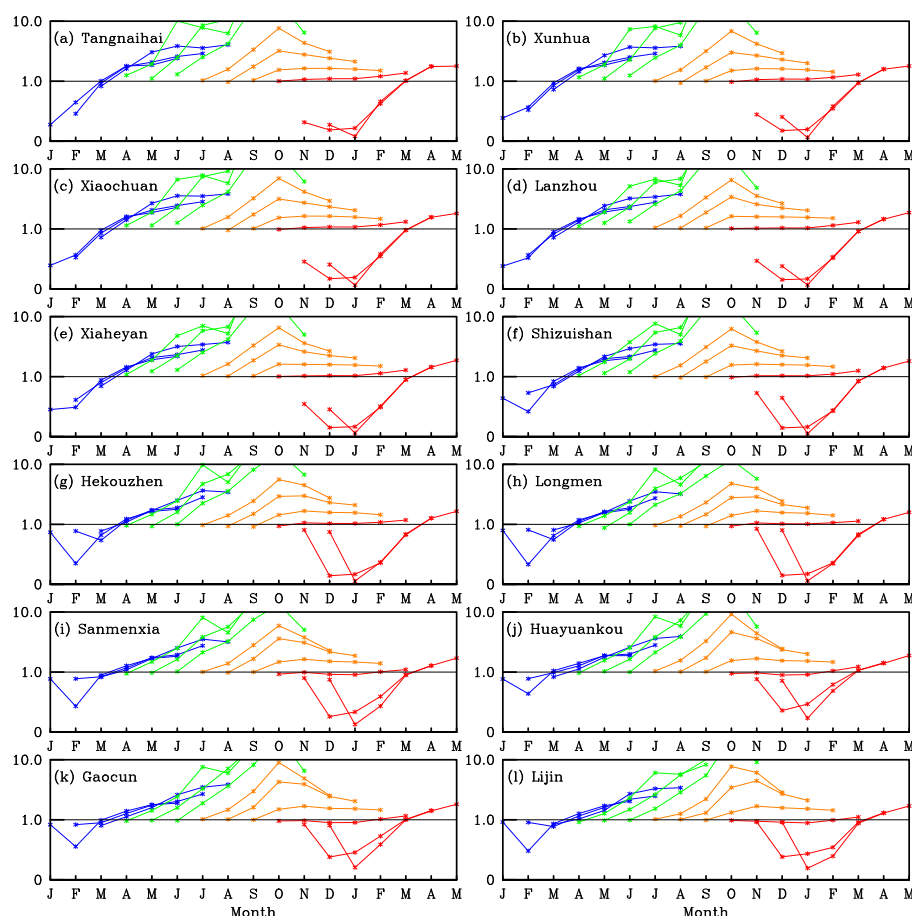 10.0
1.0
0
(a) Tangnaihai
J F M A M J J A S O N D J F M A M
(b) Xunhua
10.0
1.0
0
J F M A M J J A S O N D J F M A M
(c) Xiaochuan
10.0
1.0
0
J F M A M J J A S O N D J F M A M
(d) Lanzhou
10.0
1.0
0
J F M A M J J A S O N D J F M A M
(e) Xiaheyan
10.0
1.0
0
J F M A M J J A S O N D J F M A M
(f) Shizuishan
10.0
1.0
0
J F M A M J J A S O N D J F M A M
(g) Hekouzhen
10.0
1.0
0
J F M A M J J A S O N D J F M A M
(h) Longmen
10.0
1.0
0
J F M A M J J A S O N D J F M A M
(i) Sanmenxia
10.0
1.0
0
J F M A M J J A S O N D J F M A M
(j) Huayuankou
10.0
1.0
0
J F M A M J J A S O N D J F M A M
(k) Gaocun
10.0
1.0
0
J F M A M J J A S O N D J F M A M
Month
(l) Lijin
10.0
1.0
0
J F M A M J J A S O N D J F M A M
Month